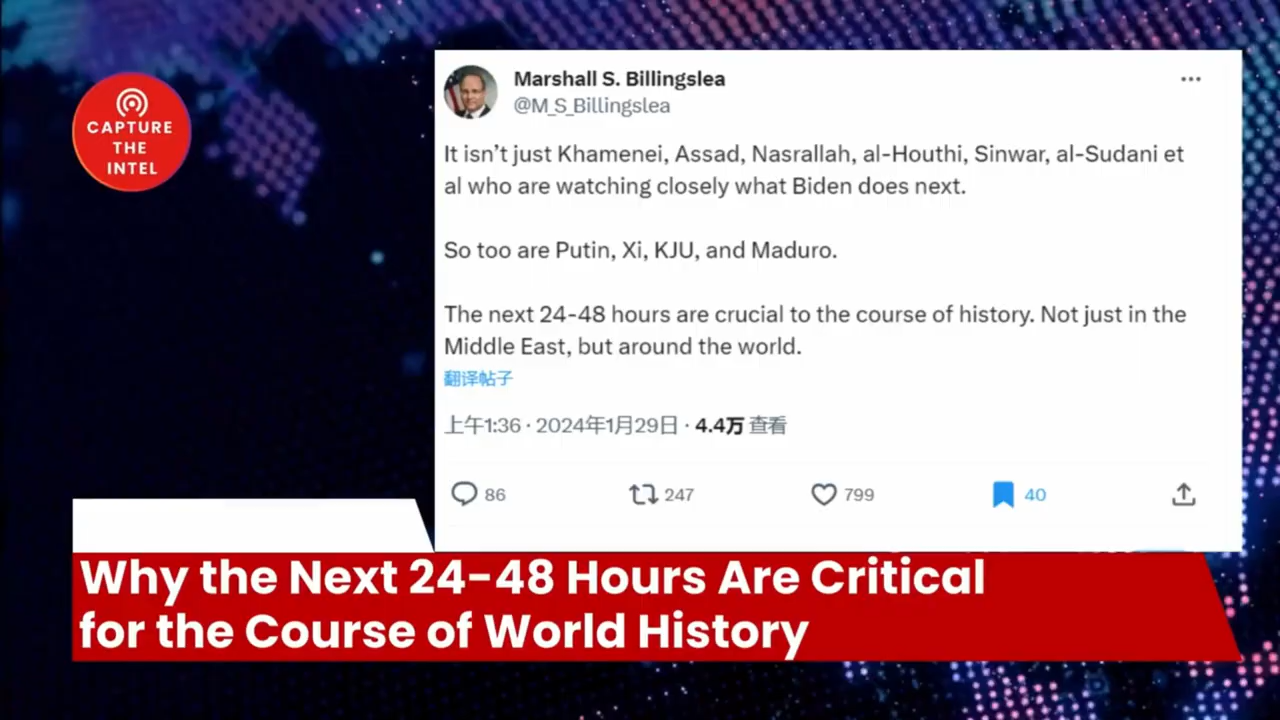 CAPTURE
THE
INTEL
Marshall S. Billingslea
@M_S_Billingslea
It isn't just Khamenei, Assad, Nasrallah, al-Houthi, Sinwar, al-Sudani et
al who are watching closely what Biden does next.
So too are Putin, Xi, KJU, and Maduro.
The next 24-48 hours are crucial to the course of history. Not just in the
Middle East, but around the world.
翻译帖子
上午1:36 · 2024年1月29日 · 4.4万 查看
86 247 799 40
Why the Next 24-48 Hours Are Critical
for the Course of World History